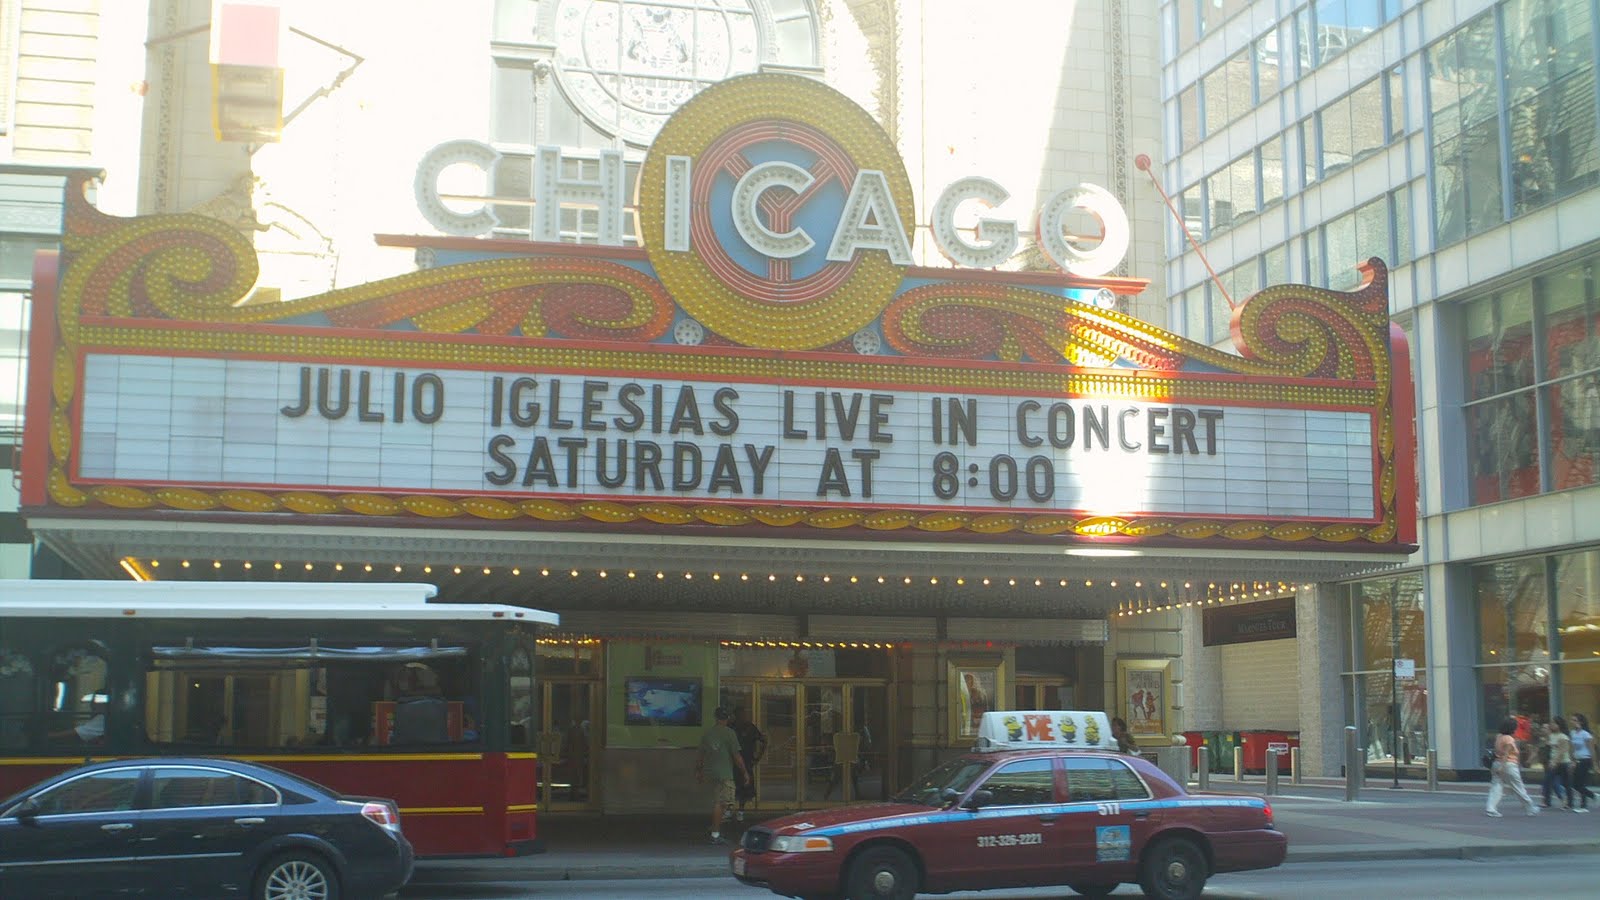 CHICAGO
JULIO IGLESIAS LIVE IN CONCERT
SATURDAY AT 8:00
ME
517
312-326-2221